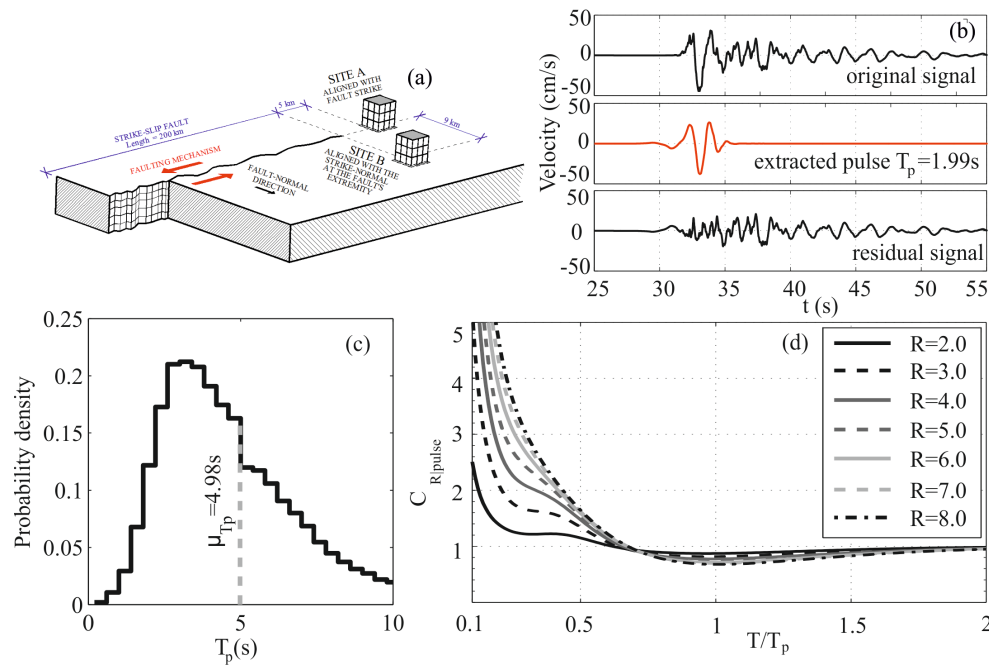 (a)
SITE A
ALIGNED WITH
FAULT STRIKE
5 km
9 km
STRIKE-SLIP FAULT
Length = 200 km
FAULTING MECHANISM
FAULT-NORMAL
DIRECTION
SITE B
ALIGNED WITH THE
STRIKE-NORMAL
AT THE FAULT'S
EXTREMITY
(b)
50
0
-50
original signal
Velocity (cm/s)
50
0
-50
extracted pulse Tp=1.99s
50
0
-50
residual signal
25 30 35 40 45 50 55
t (s)
(c)
0.25
0.2
0.15
0.1
0.05
0
Probability density
μTp=4.98s
0 5 10
Tp(s)
(d)
5
4
3
2
1
C R|pulse
R=2.0
R=3.0
R=4.0
R=5.0
R=6.0
R=7.0
R=8.0
0.1 0.5 1 1.5 2
T/Tp